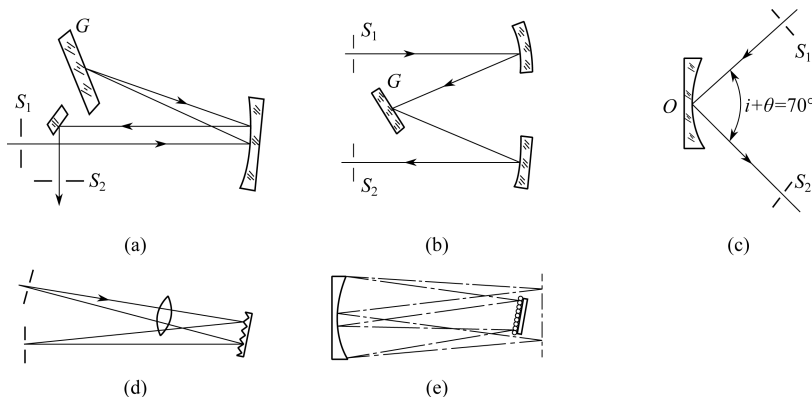 G
S₁
S₂
(a)
S₁
G
S₂
(b)
S₁
O
i+θ=70°
S₂
(c)
(d)
(e)